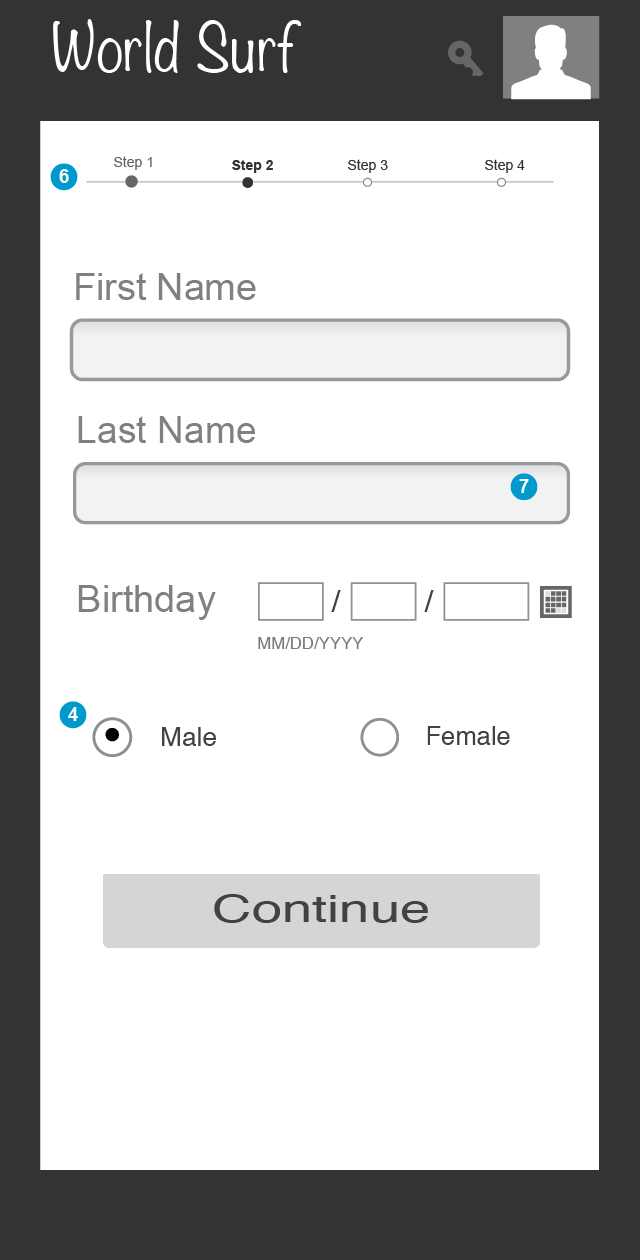 World Surf
6 Step 1 Step 2 Step 3 Step 4
First Name
Last Name
7
Birthday / /
MM/DD/YYYY
4 Male Female
Continue